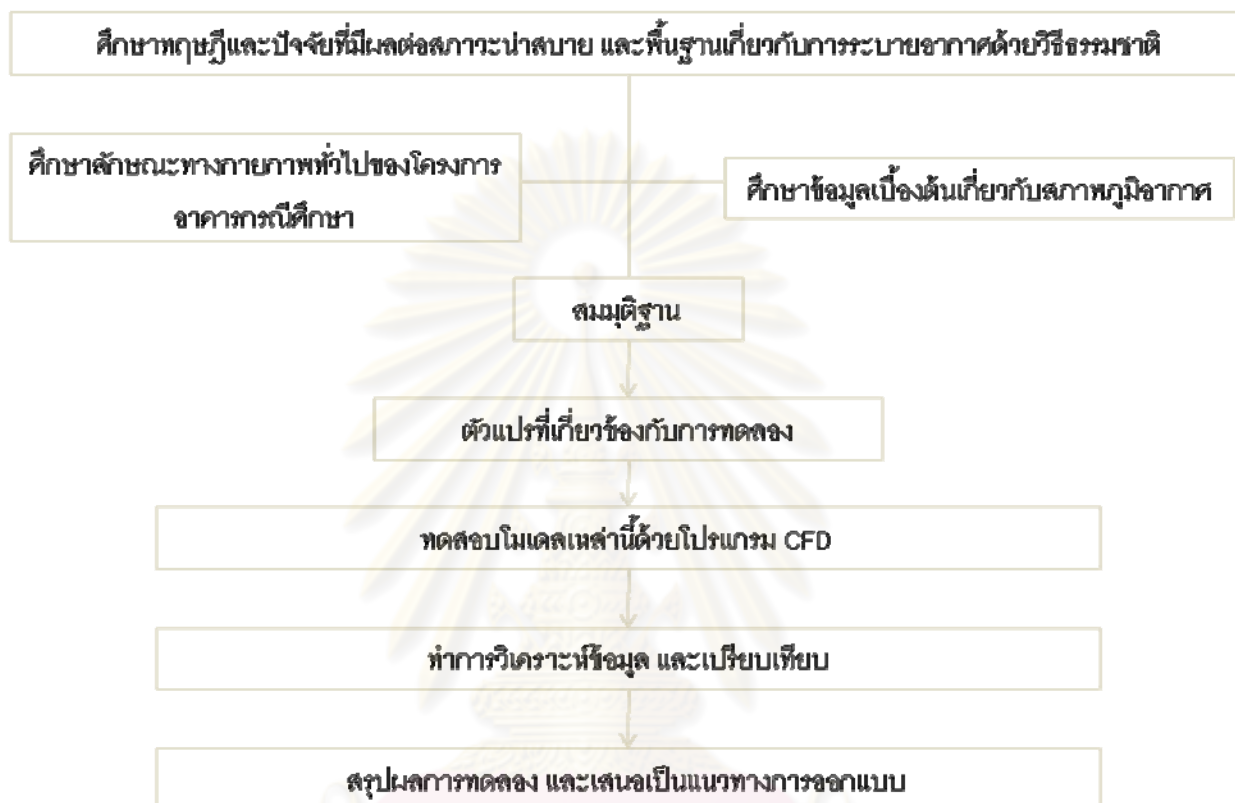 ศึกษาทฤษฎีและปัจจัยที่มีผลต่อสภาวะน่าสบาย และพื้นฐานเกี่ยวกับการระบายอากาศด้วยวิธีธรรมชาติ
ศึกษาลักษณะทางกายภาพทั่วไปของโครงการ
อาคารกรณีศึกษา
ศึกษาข้อมูลเบื้องต้นเกี่ยวกับสภาพภูมิอากาศ
สมมุติฐาน
ตัวแปรที่เกี่ยวข้องกับการทดลอง
ทดสอบโมเดลเหล่านี้ด้วยโปรแกรม CFD
ทำการวิเคราะห์ข้อมูล และเปรียบเทียบ
สรุปผลการทดลอง และเสนอเป็นแนวทางการออกแบบ